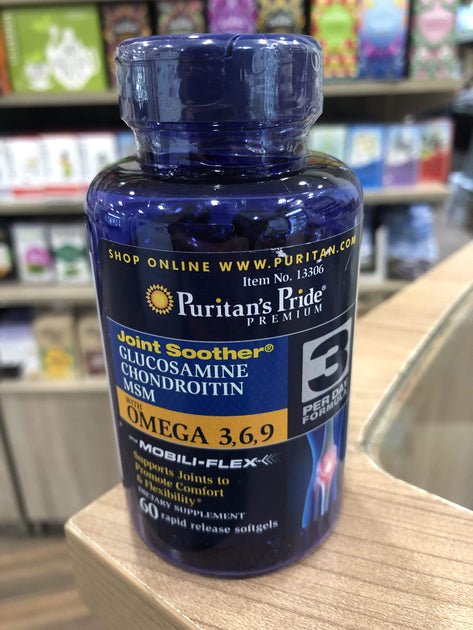 SHOP ONLINE WWW.PURITAN.COM
Item No. 13306
Puritan's Pride®
PREMIUM
Joint Soother®
GLUCOSAMINE
CHONDROITIN
MSM
WITH
OMEGA 3,6,9
3
PER DAY
FORMULA
MOBILI-FLEX
Supports Joints to
Promote Comfort
& Flexibility*
DIETARY SUPPLEMENT
60 rapid release softgels